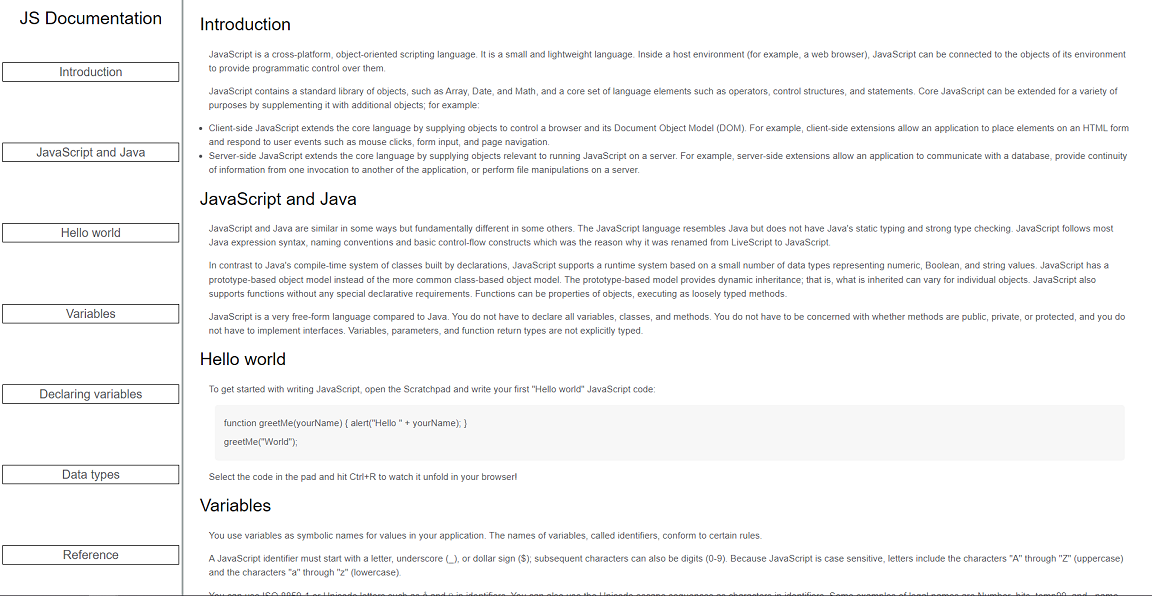 JS Documentation
Introduction
JavaScript and Java
Hello world
Variables
Declaring variables
Data types
Reference
Introduction
JavaScript is a cross-platform, object-oriented scripting language. It is a small and lightweight language. Inside a host environment (for example, a web browser), JavaScript can be connected to the objects of its environment
to provide programmatic control over them.
JavaScript contains a standard library of objects, such as Array, Date, and Math, and a core set of language elements such as operators, control structures, and statements. Core JavaScript can be extended for a variety of
purposes by supplementing it with additional objects; for example:
• Client-side JavaScript extends the core language by supplying objects to control a browser and its Document Object Model (DOM). For example, client-side extensions allow an application to place elements on an HTML form
and respond to user events such as mouse clicks, form input, and page navigation.
• Server-side JavaScript extends the core language by supplying objects relevant to running JavaScript on a server. For example, server-side extensions allow an application to communicate with a database, provide continuity
of information from one invocation to another of the application, or perform file manipulations on a server.
JavaScript and Java
JavaScript and Java are similar in some ways but fundamentally different in some others. The JavaScript language resembles Java but does not have Java's static typing and strong type checking. JavaScript follows most
Java expression syntax, naming conventions and basic control-flow constructs which was the reason why it was renamed from LiveScript to JavaScript.
In contrast to Java's compile-time system of classes built by declarations, JavaScript supports a runtime system based on a small number of data types representing numeric, Boolean, and string values. JavaScript has a
prototype-based object model instead of the more common class-based object model. The prototype-based model provides dynamic inheritance; that is, what is inherited can vary for individual objects. JavaScript also
supports functions without any special declarative requirements. Functions can be properties of objects, executing as loosely typed methods.
JavaScript is a very free-form language compared to Java. You do not have to declare all variables, classes, and methods. You do not have to be concerned with whether methods are public, private, or protected, and you do
not have to implement interfaces. Variables, parameters, and function return types are not explicitly typed.
Hello world
To get started with writing JavaScript, open the Scratchpad and write your first "Hello world" JavaScript code:
function greetMe(yourName) { alert("Hello " + yourName); }
greetMe("World");
Select the code in the pad and hit Ctrl+R to watch it unfold in your browser!
Variables
You use variables as symbolic names for values in your application. The names of variables, called identifiers, conform to certain rules.
A JavaScript identifier must start with a letter, underscore (_), or dollar sign ($); subsequent characters can also be digits (0-9). Because JavaScript is case sensitive, letters include the characters "A" through "Z" (uppercase)
and the characters "a" through "z" (lowercase).